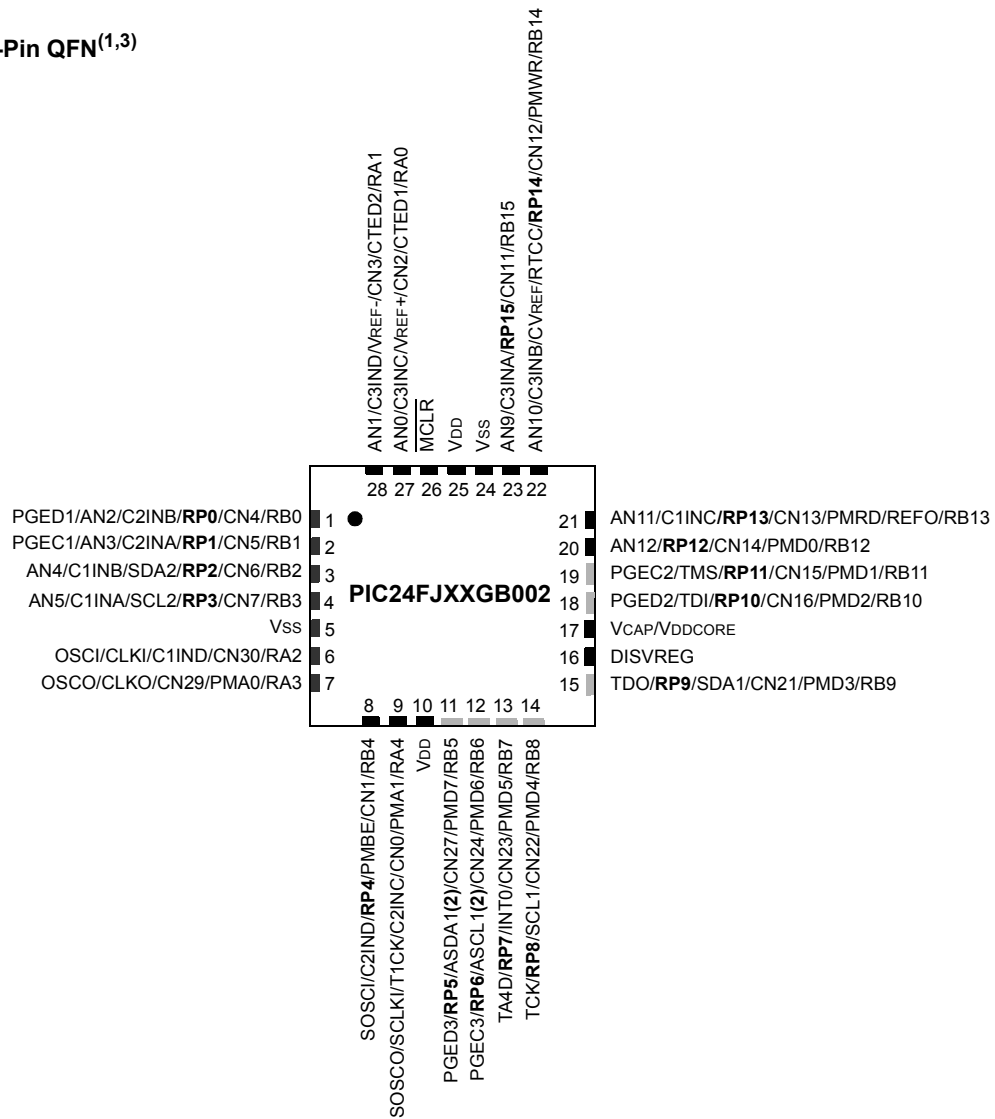 -Pin QFN(1,3)
AN1/C3IND/VREF-/CN3/CTED2/RA1
AN0/C3INC/VREF+/CN2/CTED1/RA0
MCLR
VDD
VSS
AN9/C3INA/RP15/CN11/RB15
AN10/C3INB/CVREF/RTCC/RP14/CN12/PMWR/RB14
28 27 26 25 24 23 22
PGED1/AN2/C2INB/RP0/CN4/RB0 1
PGEC1/AN3/C2INA/RP1/CN5/RB1 2
AN4/C1INB/SDA2/RP2/CN6/RB2 3
AN5/C1INA/SCL2/RP3/CN7/RB3 4
VSS 5
OSCI/CLKI/C1IND/CN30/RA2 6
OSCO/CLKO/CN29/PMA0/RA3 7
PIC24FJXXGB002
21 AN11/C1INC/RP13/CN13/PMRD/REFO/RB13
20 AN12/RP12/CN14/PMD0/RB12
19 PGEC2/TMS/RP11/CN15/PMD1/RB11
18 PGED2/TDI/RP10/CN16/PMD2/RB10
17 VCAP/VDDCORE
16 DISVREG
15 TDO/RP9/SDA1/CN21/PMD3/RB9
8 9 10 11 12 13 14
SOSCI/C2IND/RP4/PMBE/CN1/RB4
SOSCO/SCLKI/T1CK/C2INC/CN0/PMA1/RA4
VDD
PGED3/RP5/ASDA1(2)/CN27/PMD7/RB5
PGEC3/RP6/ASCL1(2)/CN24/PMD6/RB6
TA4D/RP7/INT0/CN23/PMD5/RB7
TCK/RP8/SCL1/CN22/PMD4/RB8